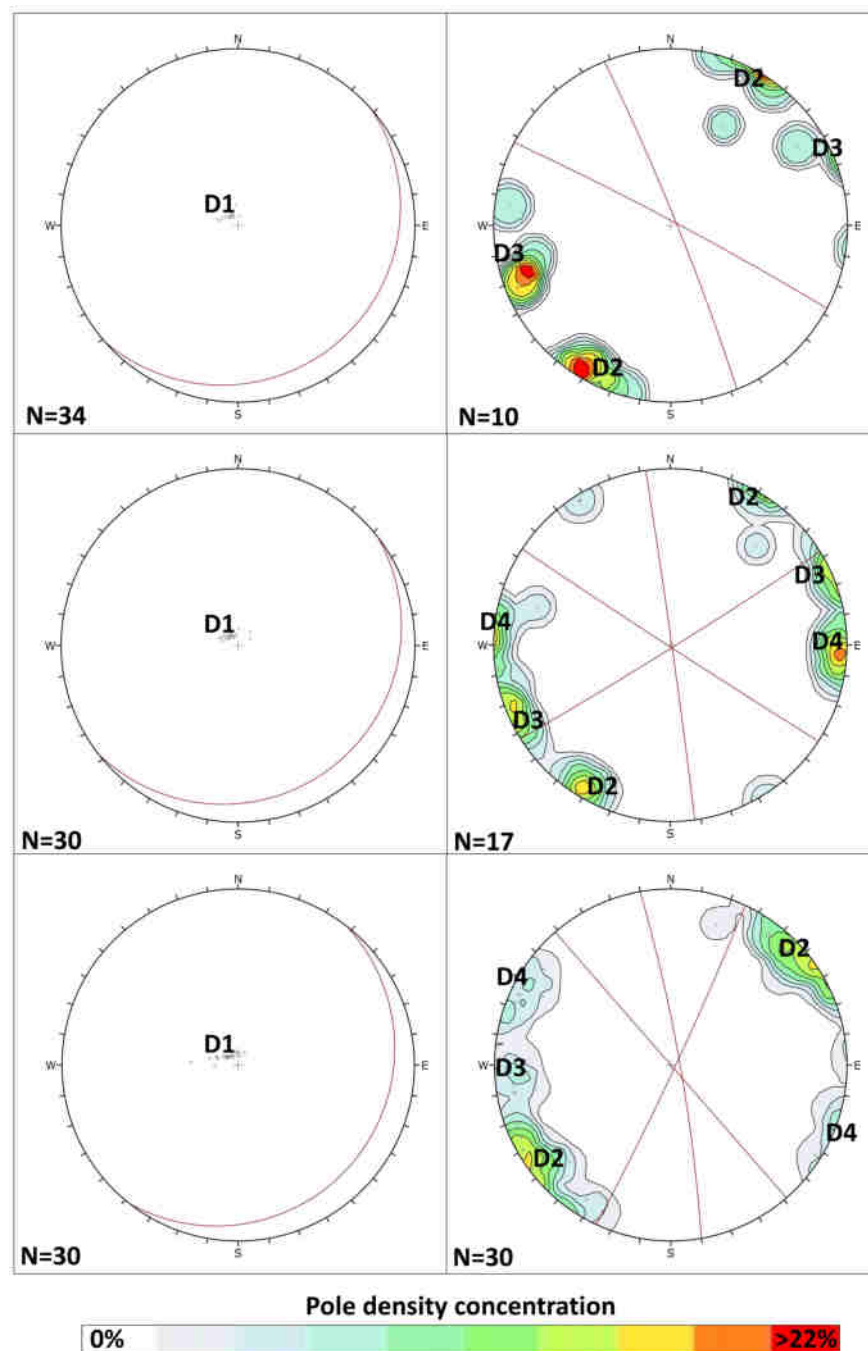 N
D1
W
E
S
N=34
N
D2
D3
W
E
D3
D2
S
N=10
N
D1
W
E
S
N=30
N
D2
D3
D4
W
D4
E
D3
D2
S
N=17
N
D1
W
E
S
N=30
N
D2
D4
W
D3
E
D4
D2
S
N=30
Pole density concentration
0% >22%